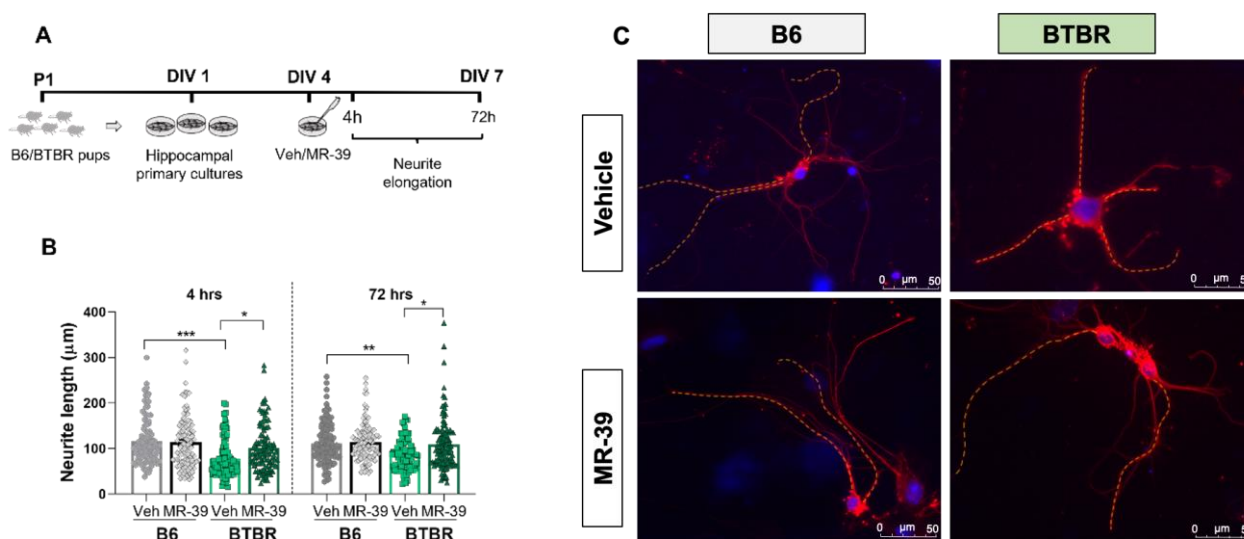 A
P1 DIV 1 DIV 4 DIV 7
4h 72h
B6/BTBR pups
Hippocampal
primary cultures
Veh/MR-39
Neurite
elongation
B
4 hrs 72 hrs
Neurite length (μm)
400
300
200
100
0
*** * ** *
Veh MR-39 Veh MR-39 Veh MR-39 Veh MR-39
B6 BTBR B6 BTBR
C
B6 BTBR
Vehicle
0 μm 50
0 μm 5
MR-39
0 μm 50
0 μm 5